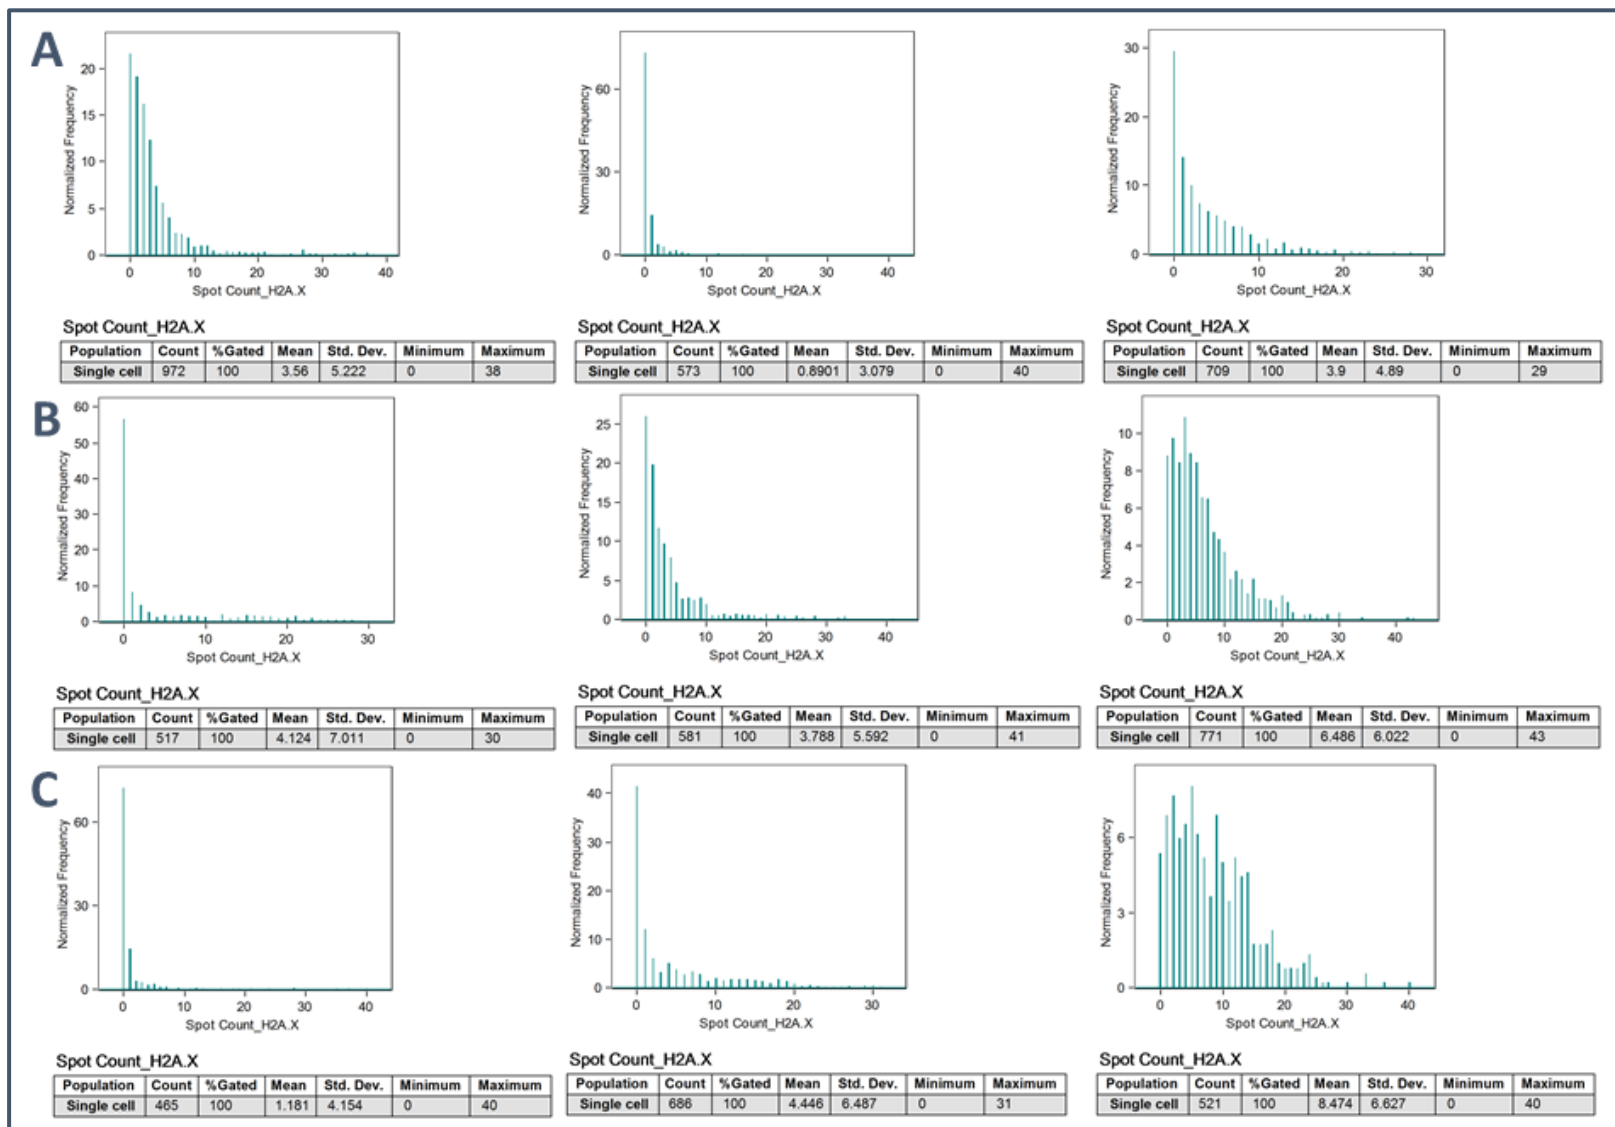 A
Normalized Frequency
20
15
10
5
0
0 10 20 30 40
Spot Count_H2A.X
Spot Count_H2A.X
Population Count %Gated Mean Std. Dev. Minimum Maximum
Single cell 972 100 3.56 5.222 0 38
Normalized Frequency
60
30
0
0 10 20 30 40
Spot Count_H2A.X
Spot Count_H2A.X
Population Count %Gated Mean Std. Dev. Minimum Maximum
Single cell 573 100 0.8901 3.079 0 40
Normalized Frequency
30
20
10
0
0 10 20 30
Spot Count_H2A.X
Spot Count_H2A.X
Population Count %Gated Mean Std. Dev. Minimum Maximum
Single cell 709 100 3.9 4.89 0 29
B
Normalized Frequency
60
50
40
30
20
10
0
0 10 20 30
Spot Count_H2A.X
Spot Count_H2A.X
Population Count %Gated Mean Std. Dev. Minimum Maximum
Single cell 517 100 4.124 7.011 0 30
Normalized Frequency
25
20
15
10
5
0
0 10 20 30 40
Spot Count_H2A.X
Spot Count_H2A.X
Population Count %Gated Mean Std. Dev. Minimum Maximum
Single cell 581 100 3.788 5.592 0 41
Normalized Frequency
10
8
6
4
2
0
0 10 20 30 40
Spot Count_H2A.X
Spot Count_H2A.X
Population Count %Gated Mean Std. Dev. Minimum Maximum
Single cell 771 100 6.486 6.022 0 43
C
Normalized Frequency
60
30
0
0 10 20 30 40
Spot Count_H2A.X
Spot Count_H2A.X
Population Count %Gated Mean Std. Dev. Minimum Maximum
Single cell 465 100 1.181 4.154 0 40
Normalized Frequency
40
30
20
10
0
0 10 20 30
Spot Count_H2A.X
Spot Count_H2A.X
Population Count %Gated Mean Std. Dev. Minimum Maximum
Single cell 686 100 4.446 6.487 0 31
Normalized Frequency
6
3
0
0 10 20 30 40
Spot Count_H2A.X
Spot Count_H2A.X
Population Count %Gated Mean Std. Dev. Minimum Maximum
Single cell 521 100 8.474 6.627 0 40